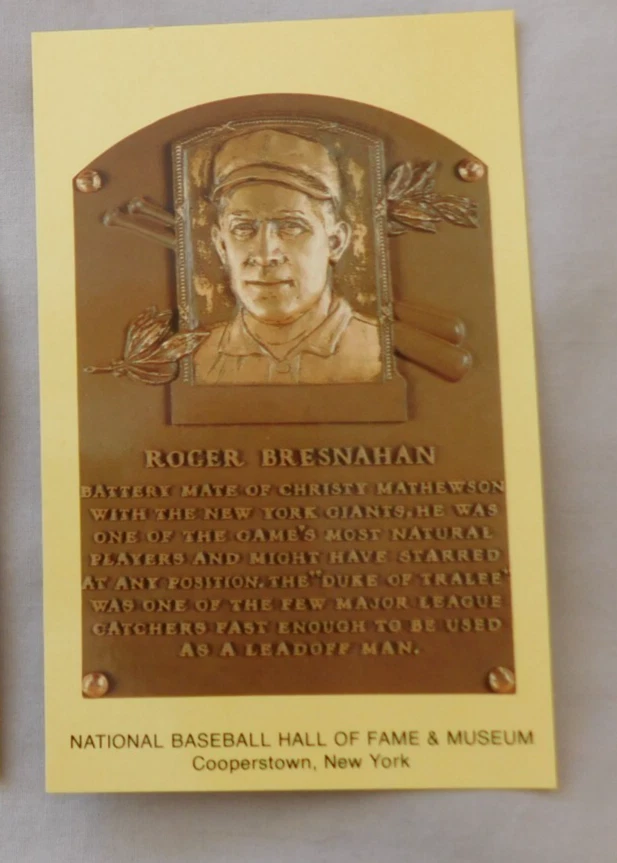 ROGER BRESNAHAN
BATTERY MATE OF CHRISTY MATHEWSON
WITH THE NEW YORK GIANTS, HE WAS
ONE OF THE GAME'S MOST NATURAL
PLAYERS AND MIGHT HAVE STARRED
AT ANY POSITION. THE "DUKE OF TRALEE"
WAS ONE OF THE FEW MAJOR LEAGUE
CATCHERS FAST ENOUGH TO BE USED
AS A LEADOFF MAN.
NATIONAL BASEBALL HALL OF FAME & MUSEUM
Cooperstown, New York